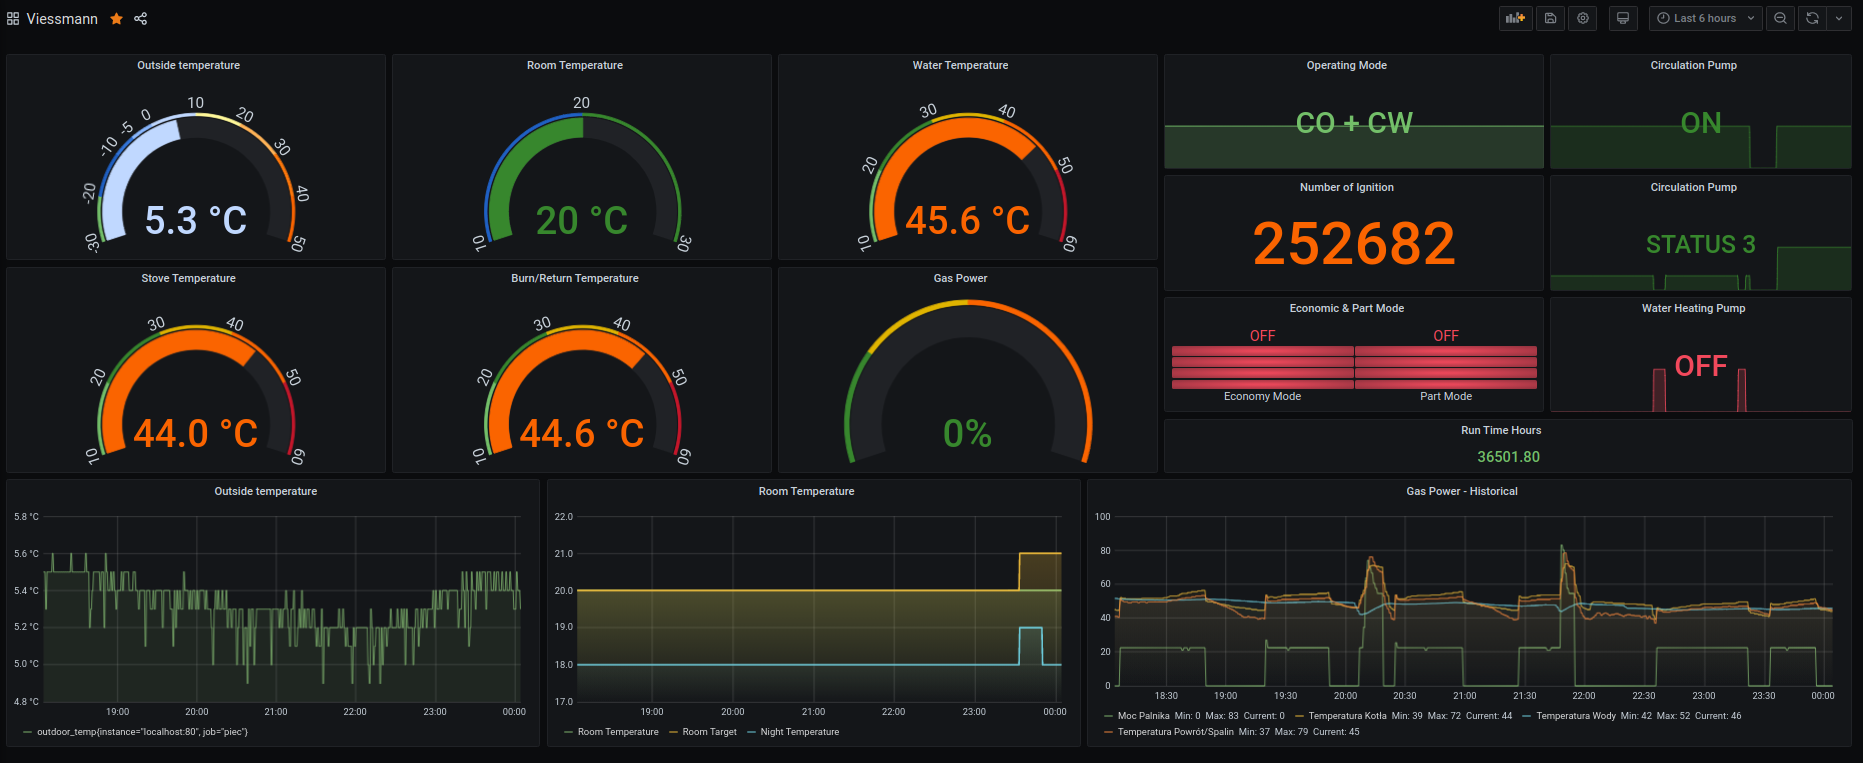 Viessmann
Last 6 hours
Outside temperature
-30 -20 -10 -5 0 10 20 30 40 50
5.3 °C
Room Temperature
10 20 30
20 °C
Water Temperature
10 20 30 40 50 60
45.6 °C
Operating Mode
CO + CW
Circulation Pump
ON
Number of Ignition
252682
Circulation Pump
STATUS 3
Stove Temperature
10 20 30 40 50 60
44.0 °C
Burn/Return Temperature
10 20 30 40 50 60
44.6 °C
Gas Power
0%
Economic & Part Mode
OFF OFF
Economy Mode Part Mode
Water Heating Pump
OFF
Run Time Hours
36501.80
Outside temperature
5.8 °C
5.6 °C
5.4 °C
5.2 °C
5.0 °C
4.8 °C
19:00 20:00 21:00 22:00 23:00 00:00
outdoor_temp{instance="localhost:80", job="piec"}
Room Temperature
22.0
21.0
20.0
19.0
18.0
17.0
19:00 20:00 21:00 22:00 23:00 00:00
Room Temperature Room Target Night Temperature
Gas Power - Historical
100
80
60
40
20
0
18:30 19:00 19:30 20:00 20:30 21:00 21:30 22:00 22:30 23:00 23:30 00:00
Moc Palnika Min: 0 Max: 83 Current: 0 Temperatura Kotła Min: 39 Max: 72 Current: 44 Temperatura Wody Min: 42 Max: 52 Current: 46
Temperatura Powrót/Spalin Min: 37 Max: 79 Current: 45